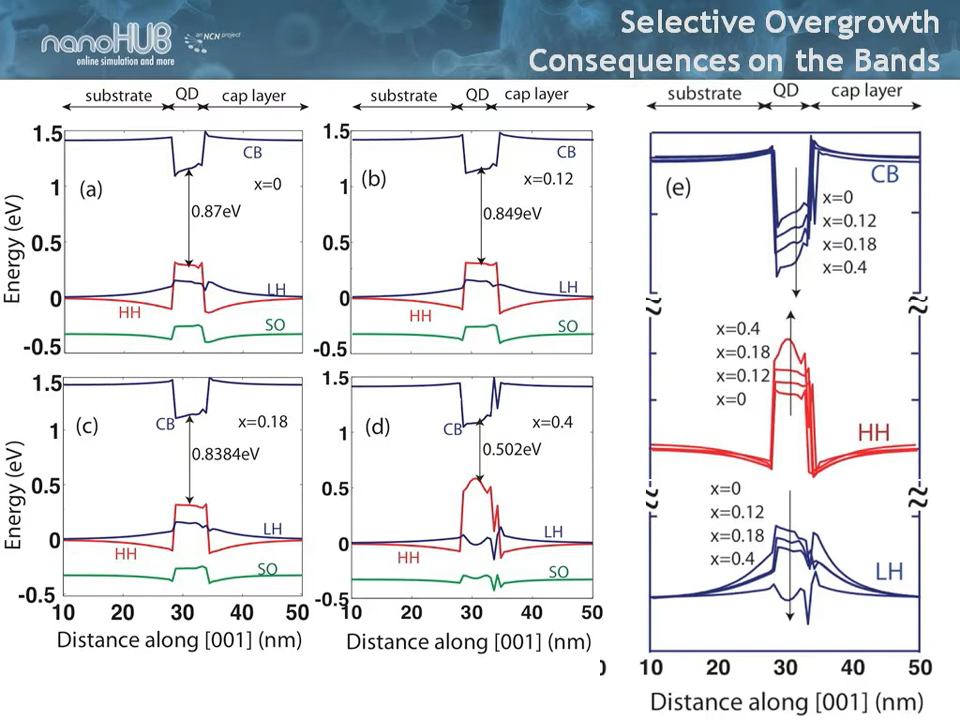 Selective Overgrowth
Consequences on the Bands
nanoHUB
an NCN project
online simulation and more
substrate QD cap layer
1.5
1
0.5
0
-0.5
Energy (eV)
(a)
CB
x=0
0.87eV
LH
HH
SO
substrate QD cap layer
1.5
1
0.5
0
-0.5
(b)
CB
x=0.12
0.849eV
LH
HH
SO
1.5
1
0.5
0
-0.5
Energy (eV)
(c)
CB
x=0.18
0.8384eV
LH
HH
SO
10 20 30 40 50
Distance along [001] (nm)
1.5
1
0.5
0
-0.5
(d)
CB
x=0.4
0.502eV
LH
HH
SO
10 20 30 40 50
Distance along [001] (nm)
substrate QD cap layer
(e)
CB
x=0
x=0.12
x=0.18
x=0.4
x=0.4
x=0.18
x=0.12
x=0
HH
x=0
x=0.12
x=0.18
x=0.4
LH
0
10 20 30 40 50
Distance along [001] (nm)